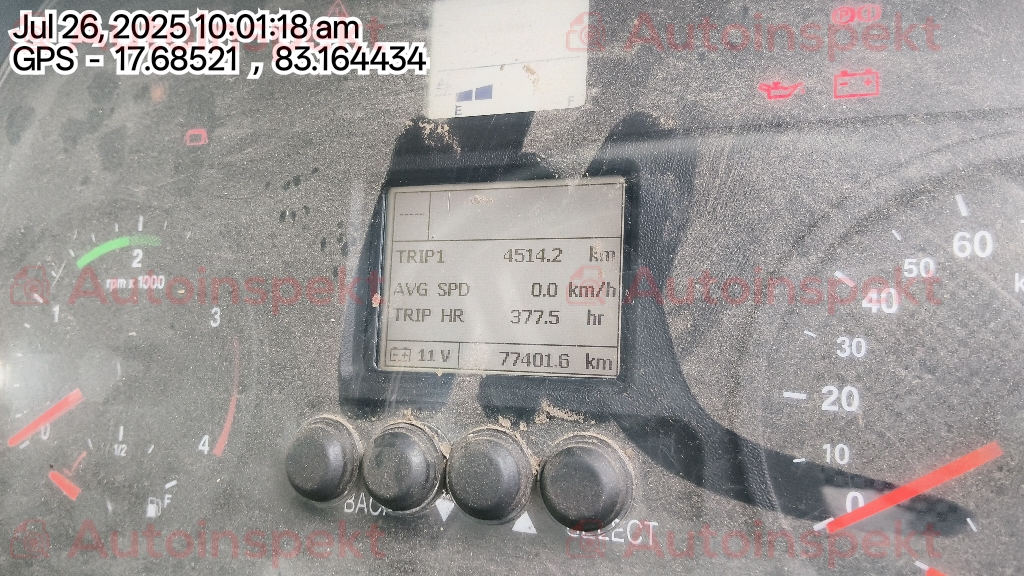 Jul 26, 2025 10:01:18 am
GPS - 17.68521 , 83.164434
Autoinspekt Autoinspekt
E F
---
TRIP1 4514.2 km
AVG SPD 0.0 km/h
TRIP HR 377.5 hr
11 V 77401.6 km
1 2 3 4
rpm x 1000
0 1/2 F
0 10 20 30 40 50 60
Autoinspekt Autoinspekt
BACK SELECT
Autoinspekt Autoinspekt